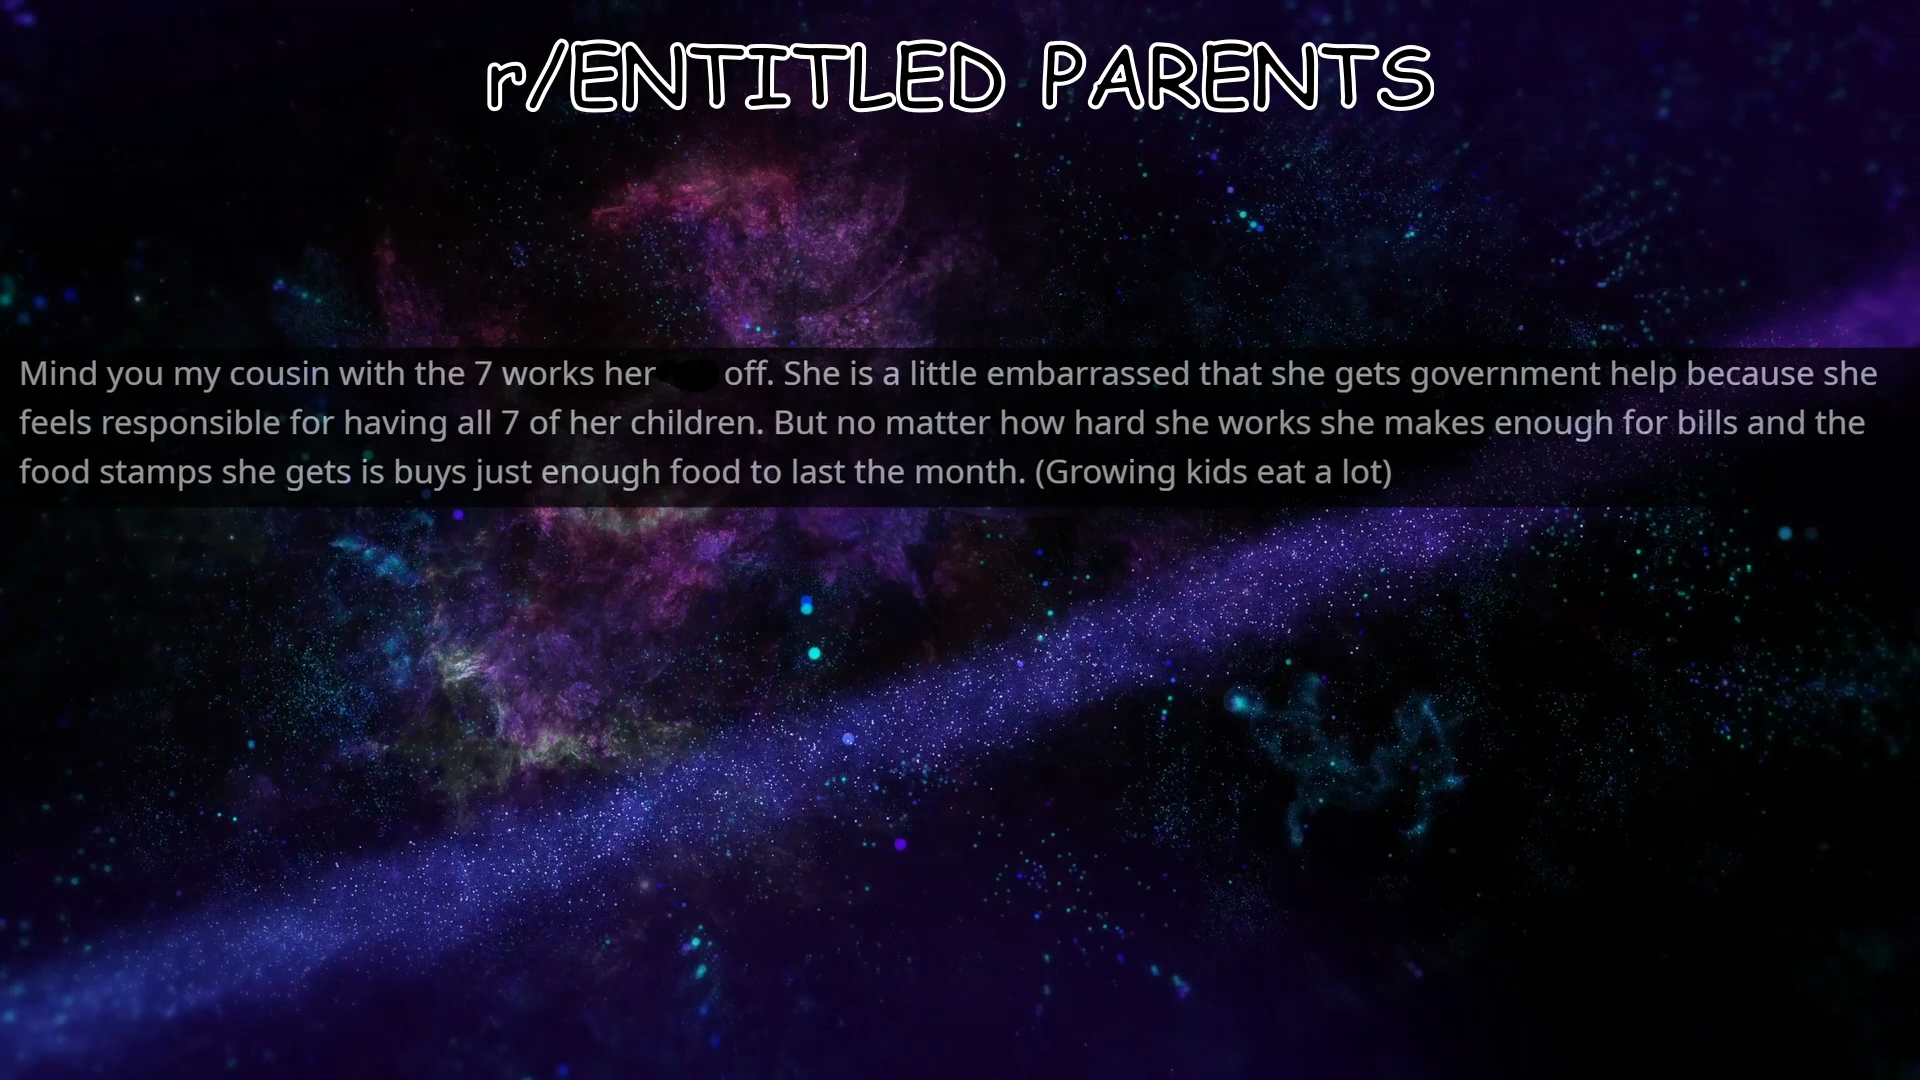 r/ENTITLED PARENTS
Mind you my cousin with the 7 works her off. She is a little embarrassed that she gets government help because she
feels responsible for having all 7 of her children. But no matter how hard she works she makes enough for bills and the
food stamps she gets is buys just enough food to last the month. (Growing kids eat a lot)